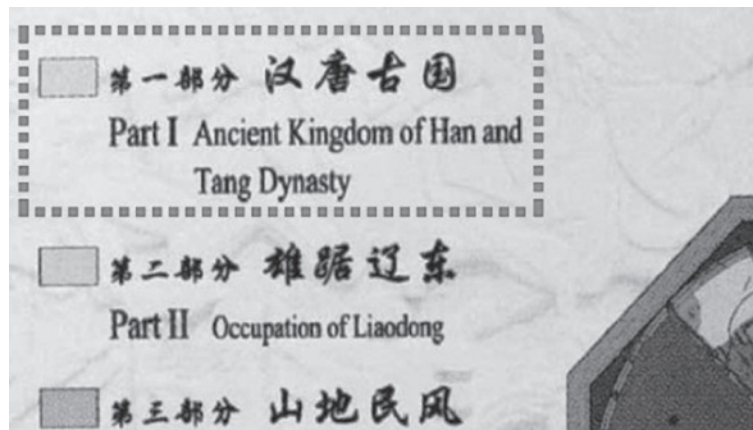 第一部分 汉唐古国
Part I Ancient Kingdom of Han and
Tang Dynasty
第二部分 雄踞辽东
Part II Occupation of Liaodong
第三部分 山地民风